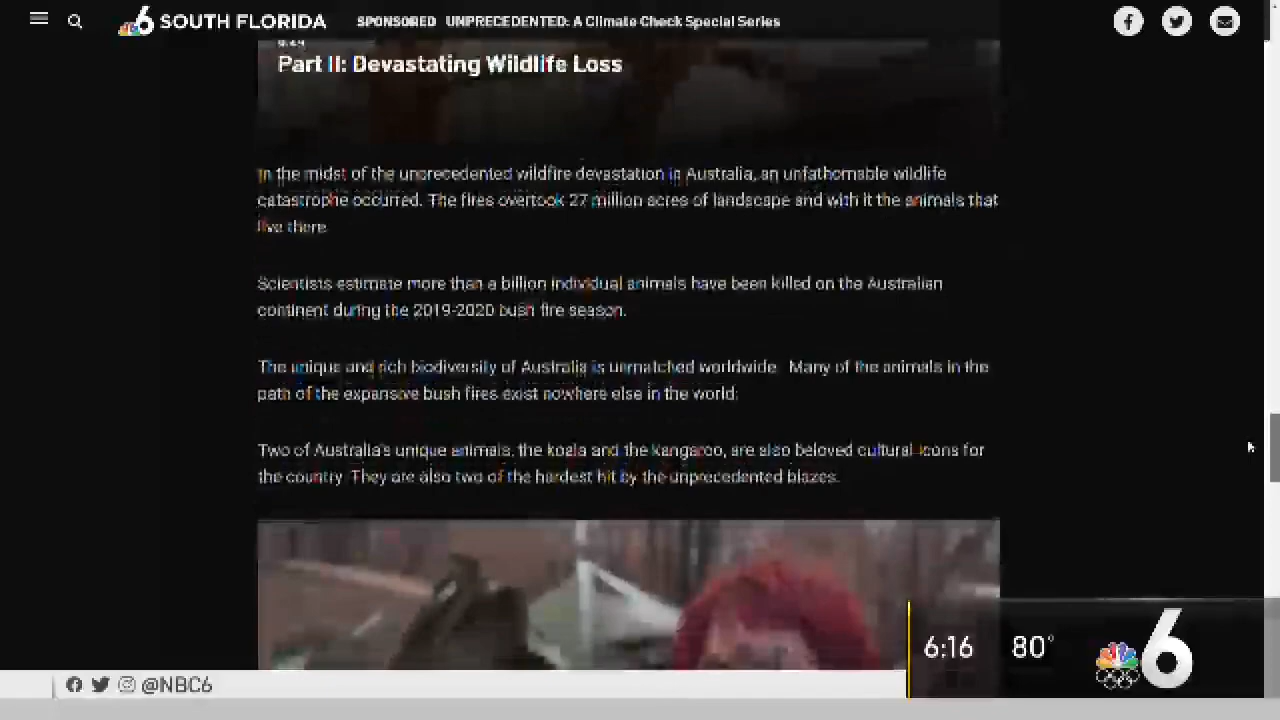 6 SOUTH FLORIDA SPONSORED UNPRECEDENTED: A Climate Check Special Series
Part II: Devastating Wildlife Loss
In the midst of the unprecedented wildfire devastation in Australia, an unfathomable wildlife
catastrophe occurred. The fires overtook 27 million acres of landscape and with it the animals that
live there.
Scientists estimate more than a billion individual animals have been killed on the Australian
continent during the 2019-2020 bush fire season.
The unique and rich biodiversity of Australia is unmatched worldwide. Many of the animals in the
path of the expansive bush fires exist nowhere else in the world.
Two of Australia's unique animals, the koala and the kangaroo, are also beloved cultural icons for
the country. They are also two of the hardest hit by the unprecedented blazes.
6:16 80° 6
@NBC6